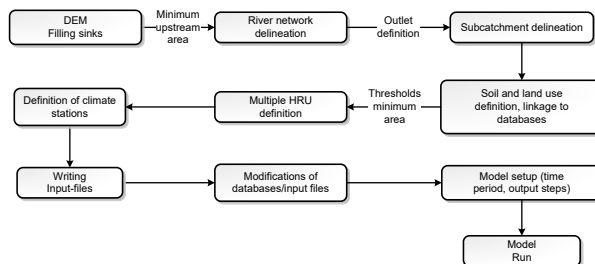 DEM
Filling sinks
Minimum
upstream
area
River network
delineation
Outlet
definition
Subcatchment delineation
Soil and land use
definition, linkage to
databases
Thresholds
minimum
area
Multiple HRU
definition
Definition of climate
stations
Writing
Input-files
Modifications of
databases/input files
Model setup (time
period, output steps)
Model
Run